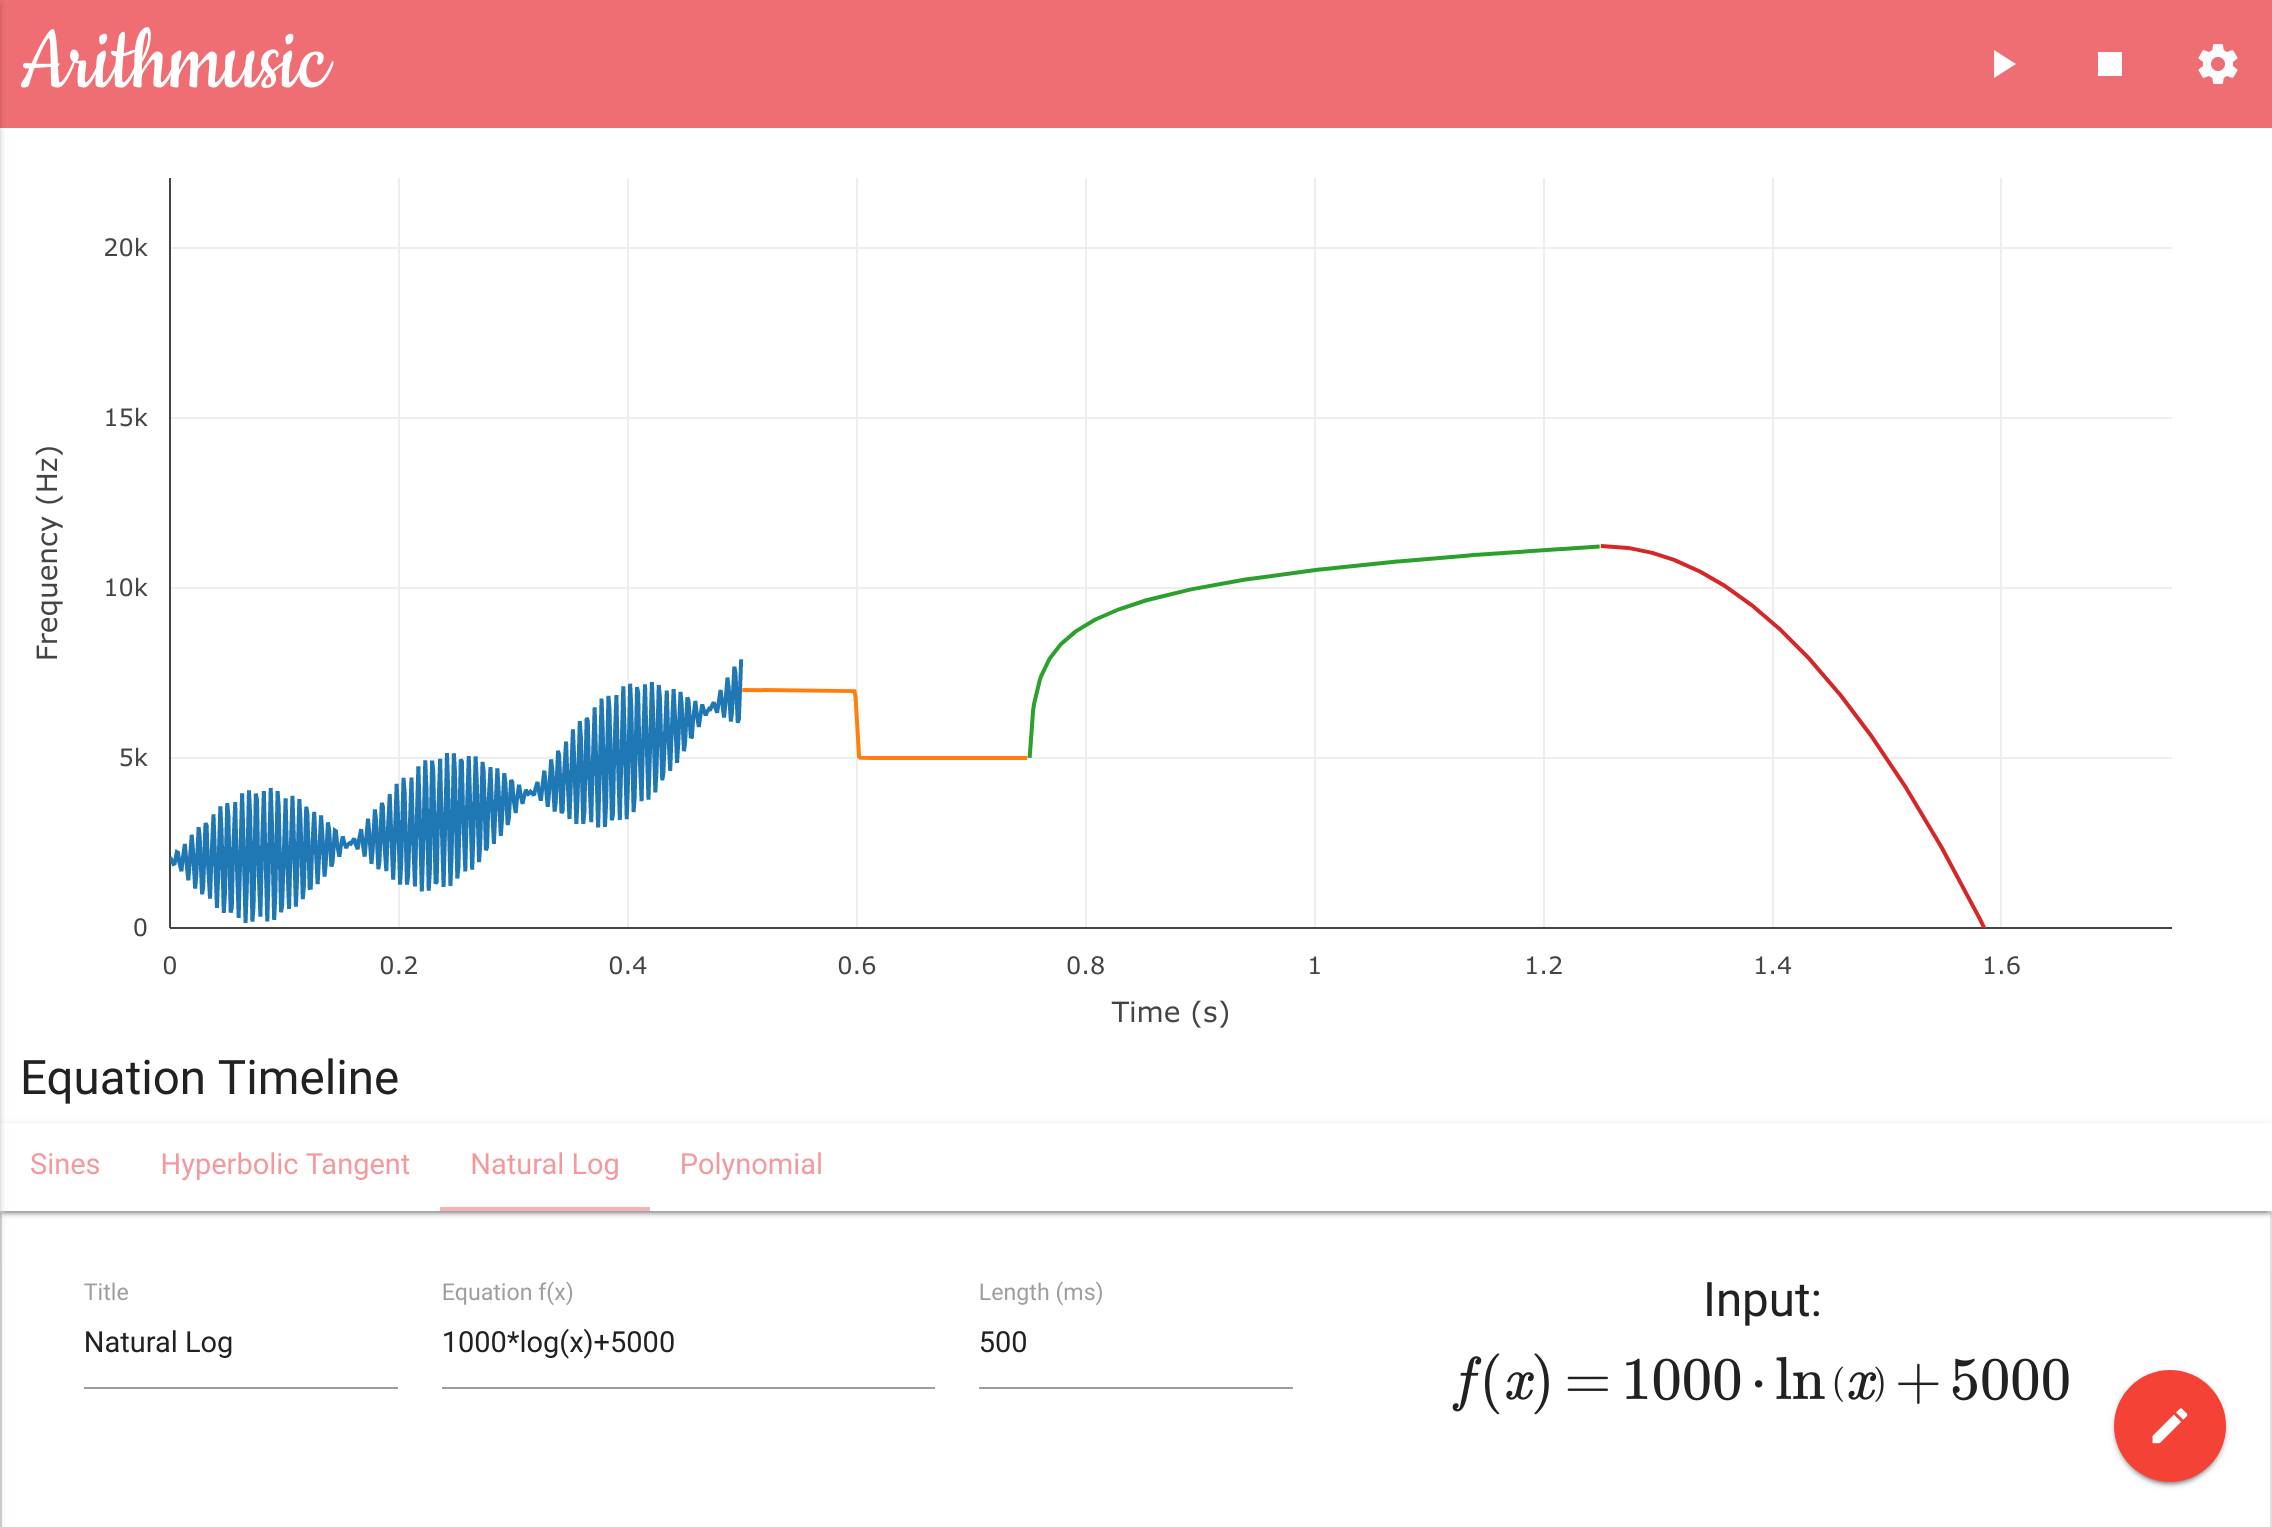 Arithmusic
20k
15k
10k
5k
0
Frequency (Hz)
0 0.2 0.4 0.6 0.8 1 1.2 1.4 1.6
Time (s)
Equation Timeline
Sines Hyperbolic Tangent Natural Log Polynomial
Title Equation f(x) Length (ms)
Natural Log 1000*log(x)+5000 500
Input:
f(x) = 1000 · ln (x) + 5000